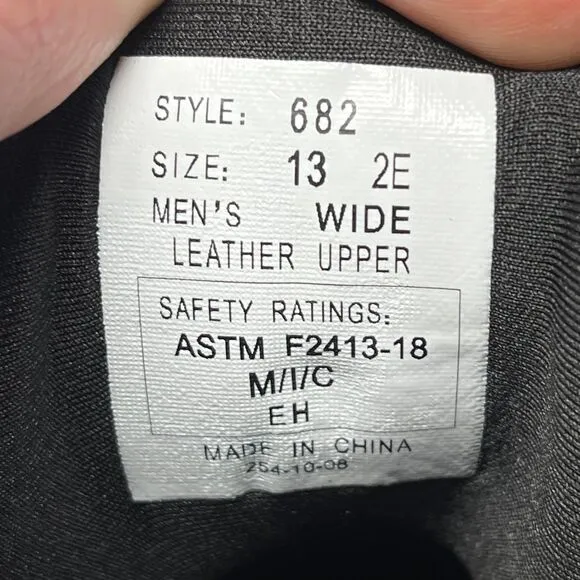 STYLE: 682
SIZE: 13 2E
MEN'S WIDE
LEATHER UPPER
SAFETY RATINGS:
ASTM F2413-18
M/I/C
EH
MADE IN CHINA
254-10-08